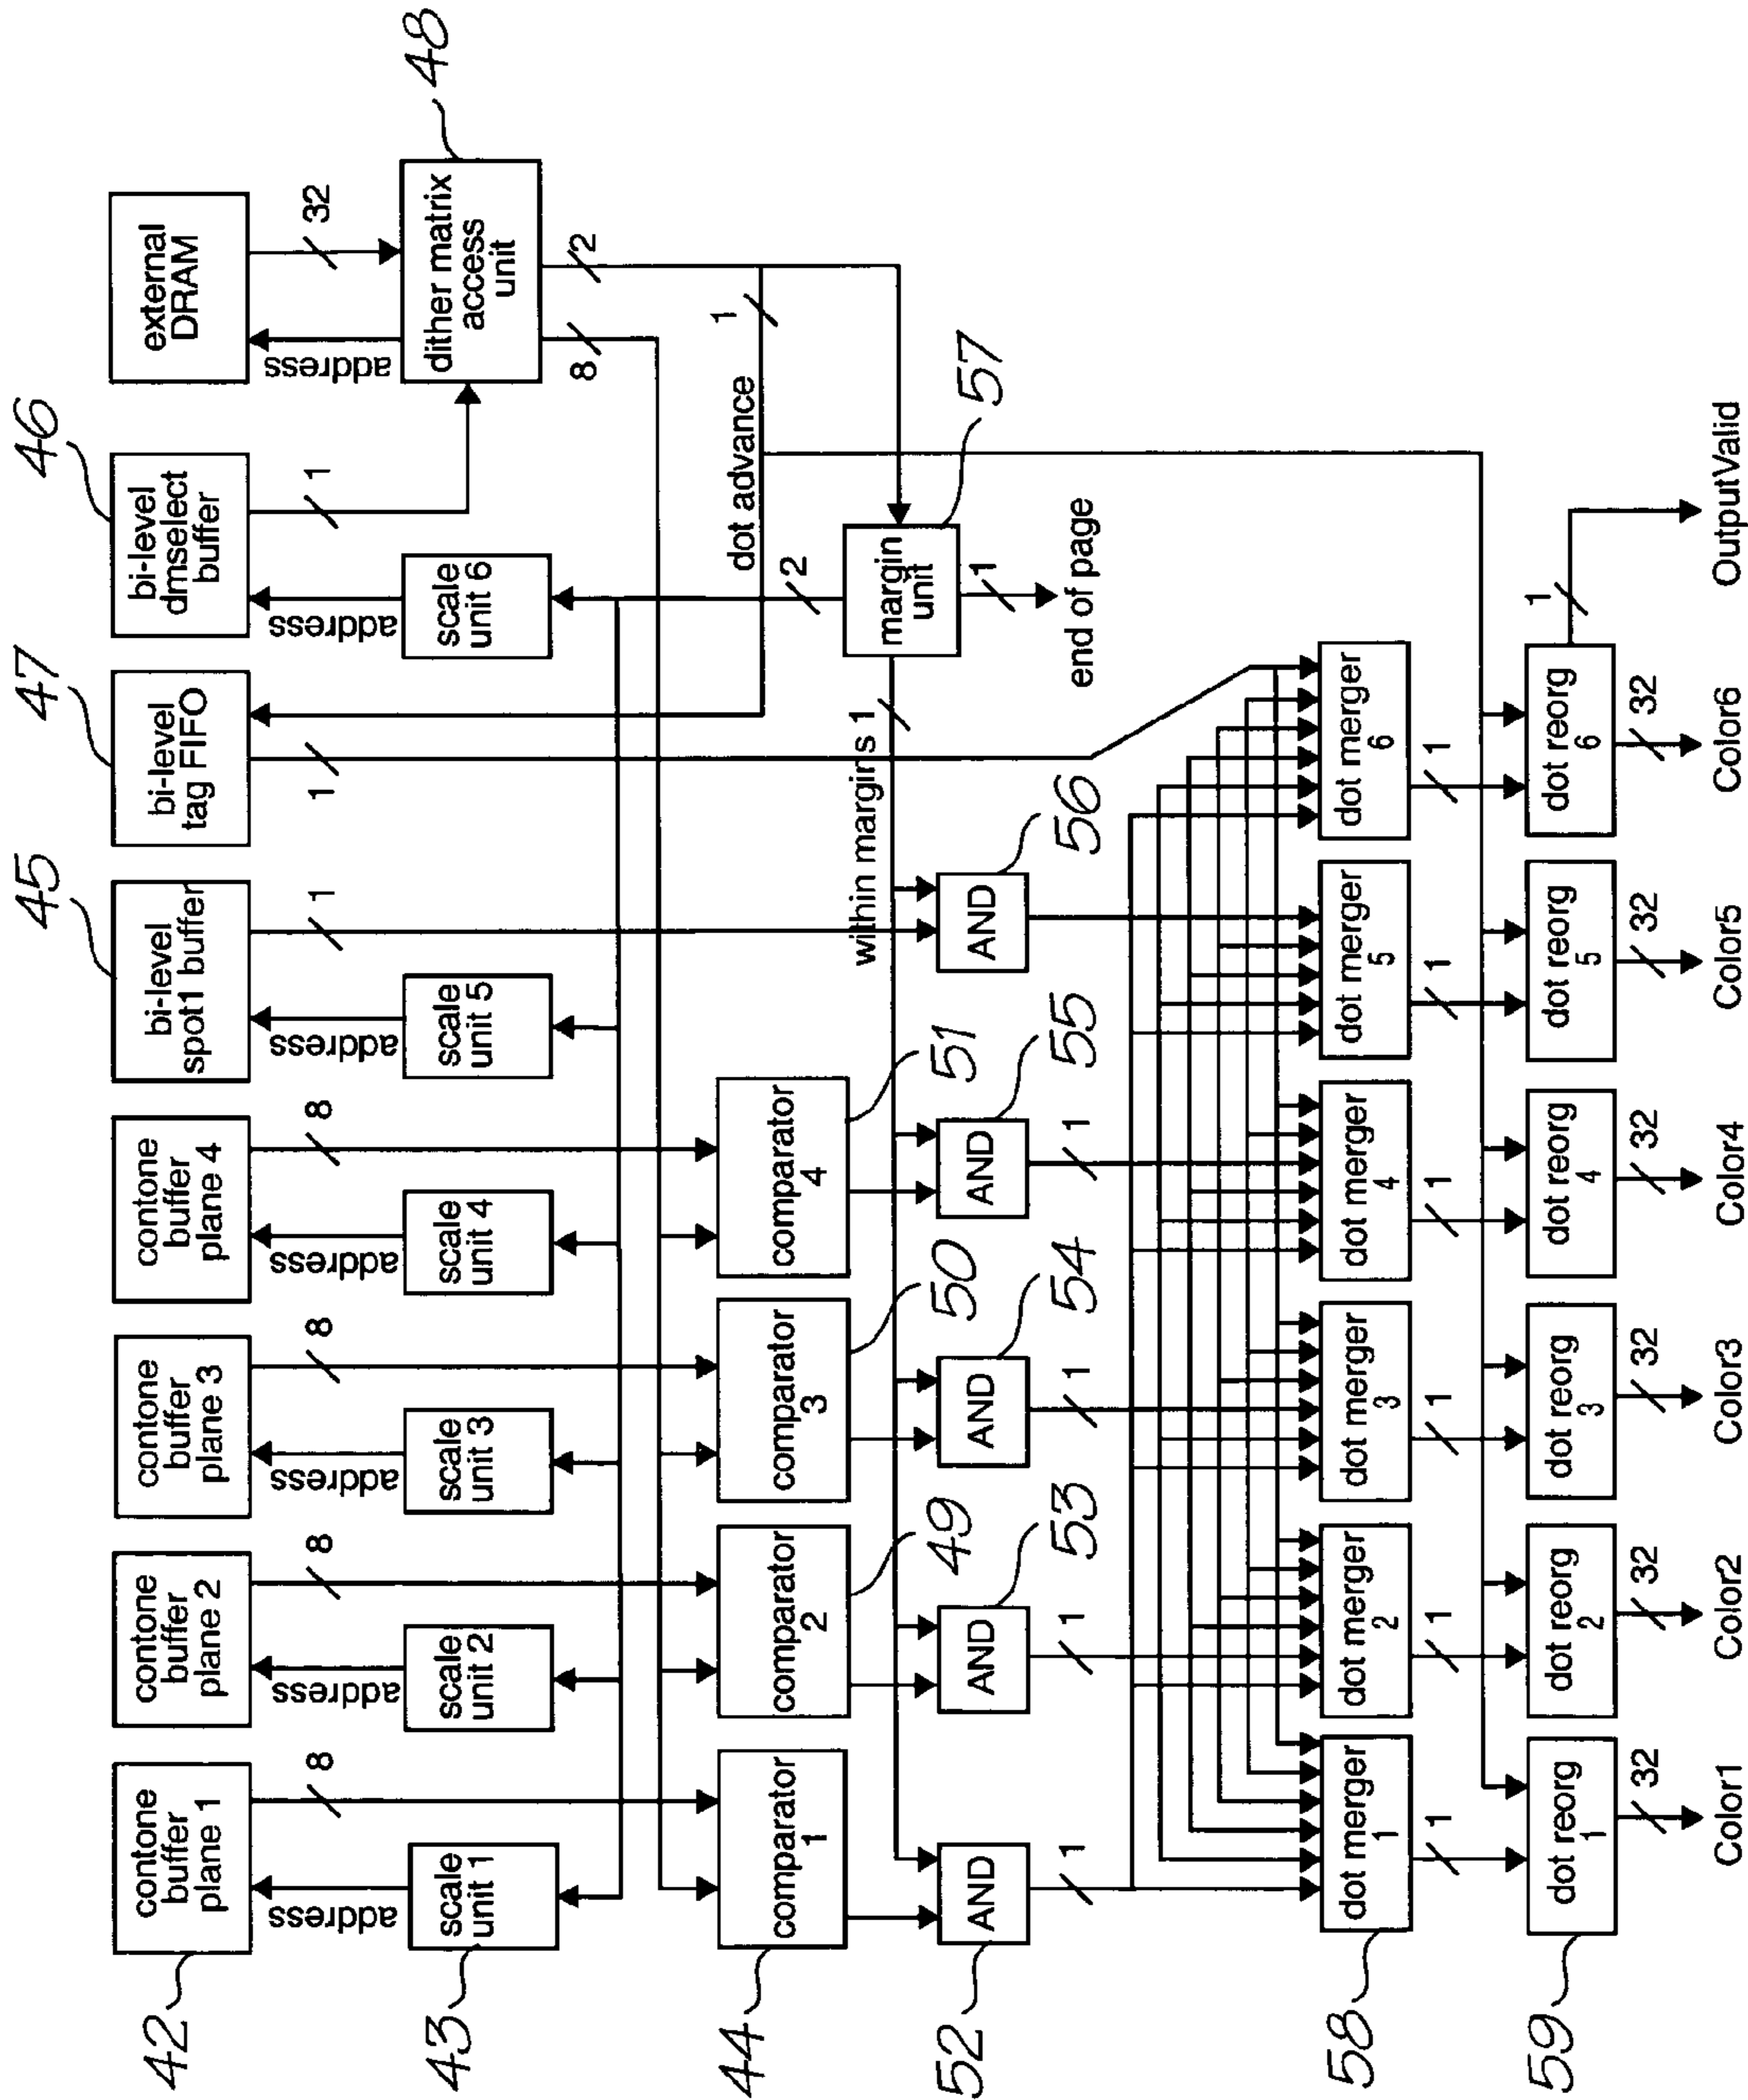 46
47
45
48
42
contone
buffer
plane 1
contone
buffer
plane 2
contone
buffer
plane 3
contone
buffer
plane 4
bi-level
spot1 buffer
bi-level
tag FIFO
bi-level
dmselect
buffer
external
DRAM
address
8
address
8
address
8
address
8
address
1
1
address
1
address
32
43
scale
unit 1
scale
unit 2
scale
unit 3
scale
unit 4
scale
unit 5
scale
unit 6
dither matrix
access
unit
8
2
1
dot advance
2
44
comparator
1
comparator
2
comparator
3
comparator
4
49
50
51
margin
unit
57
within margins
1
1
end of page
52
AND
AND
AND
AND
AND
53
54
55
56
1
1
1
1
58
dot merger
1
dot merger
2
dot merger
3
dot merger
4
dot merger
5
dot merger
6
1
1
1
1
1
1
59
dot reorg
1
dot reorg
2
dot reorg
3
dot reorg
4
dot reorg
5
dot reorg
6
32
32
32
32
32
32
1
Color1
Color2
Color3
Color4
Color5
Color6
OutputValid